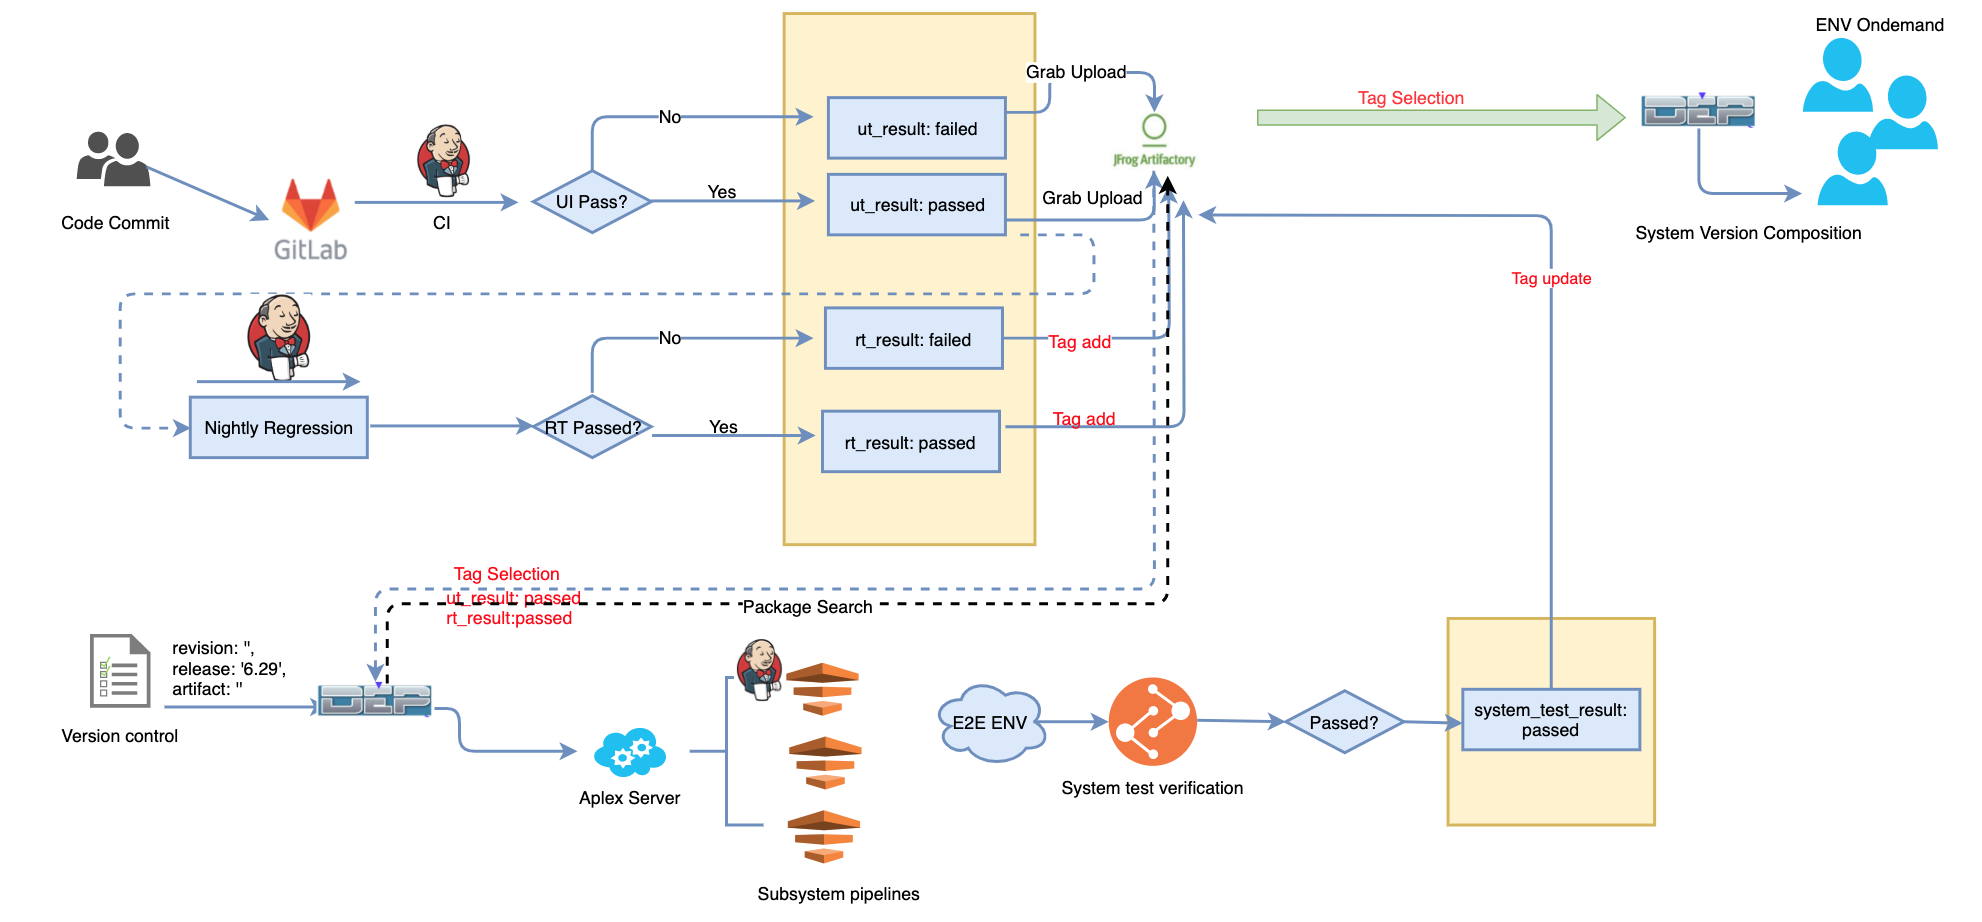 ENV Ondemand
Grab Upload
Tag Selection
DEP
No
ut_result: failed
JFrog Artifactory
UI Pass?
Yes
ut_result: passed
Grab Upload
Code Commit
GitLab
CI
System Version Composition
Tag update
No
rt_result: failed
Tag add
Nightly Regression
RT Passed?
Yes
rt_result: passed
Tag add
Tag Selection
ut_result: passed
rt_result:passed
Package Search
revision: '',
release: '6.29',
artifact: ''
DEP
Version control
Aplex Server
Subsystem pipelines
E2E ENV
System test verification
Passed?
system_test_result:
passed